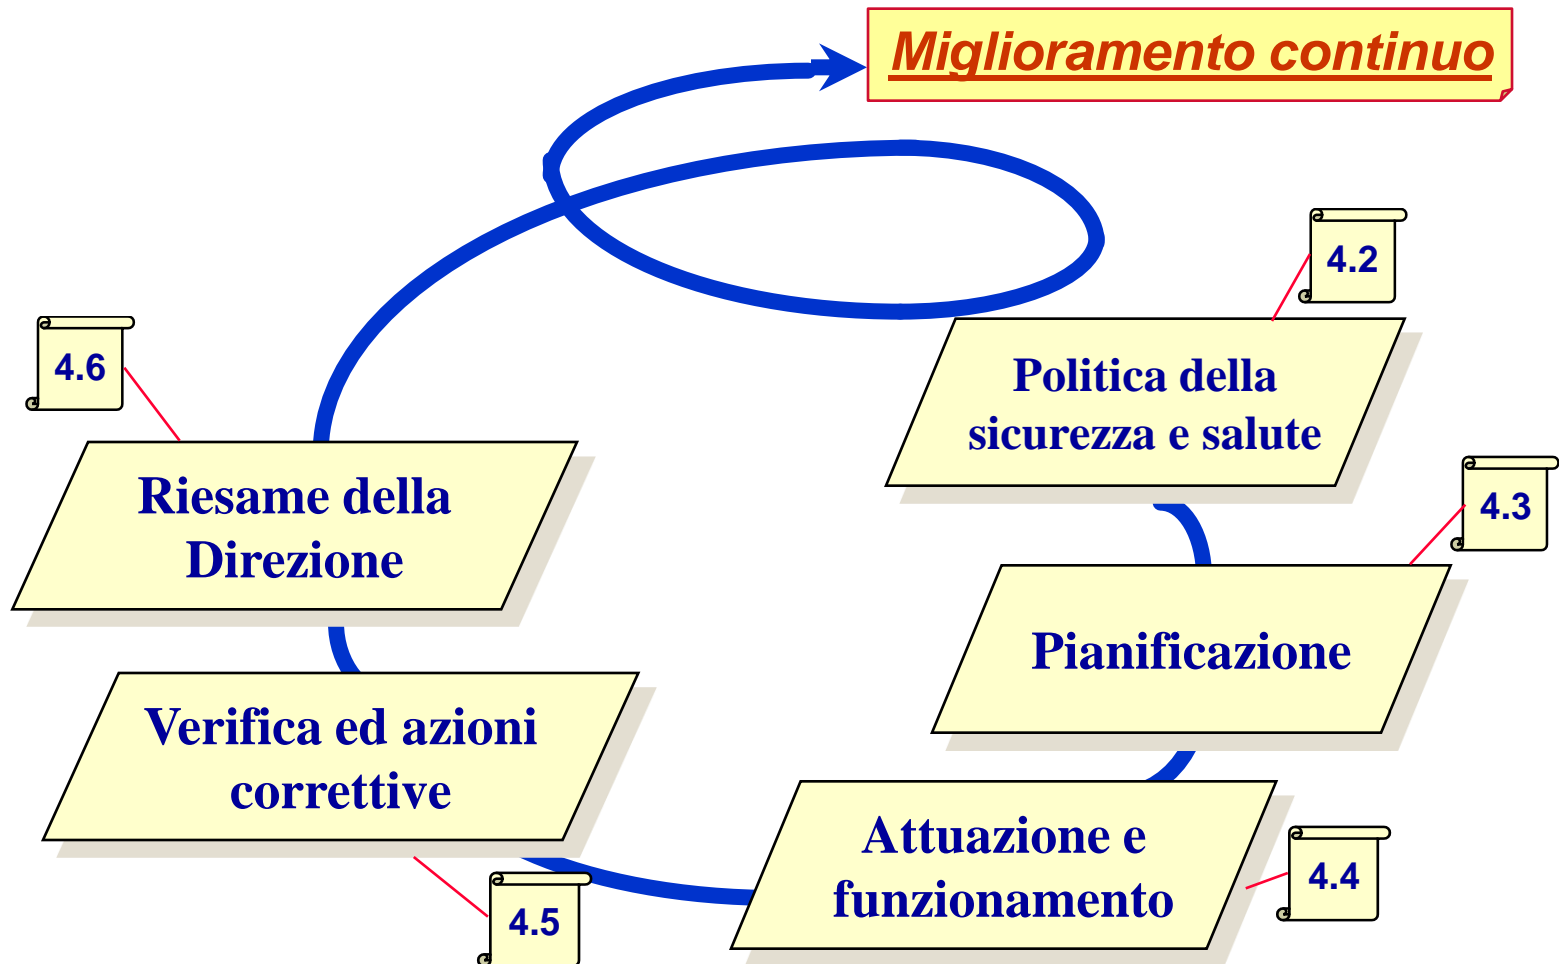 Miglioramento continuo
4.2
Politica della
sicurezza e salute
4.3
Pianificazione
4.4
Attuazione e
funzionamento
4.5
Verifica ed azioni
correttive
4.6
Riesame della
Direzione